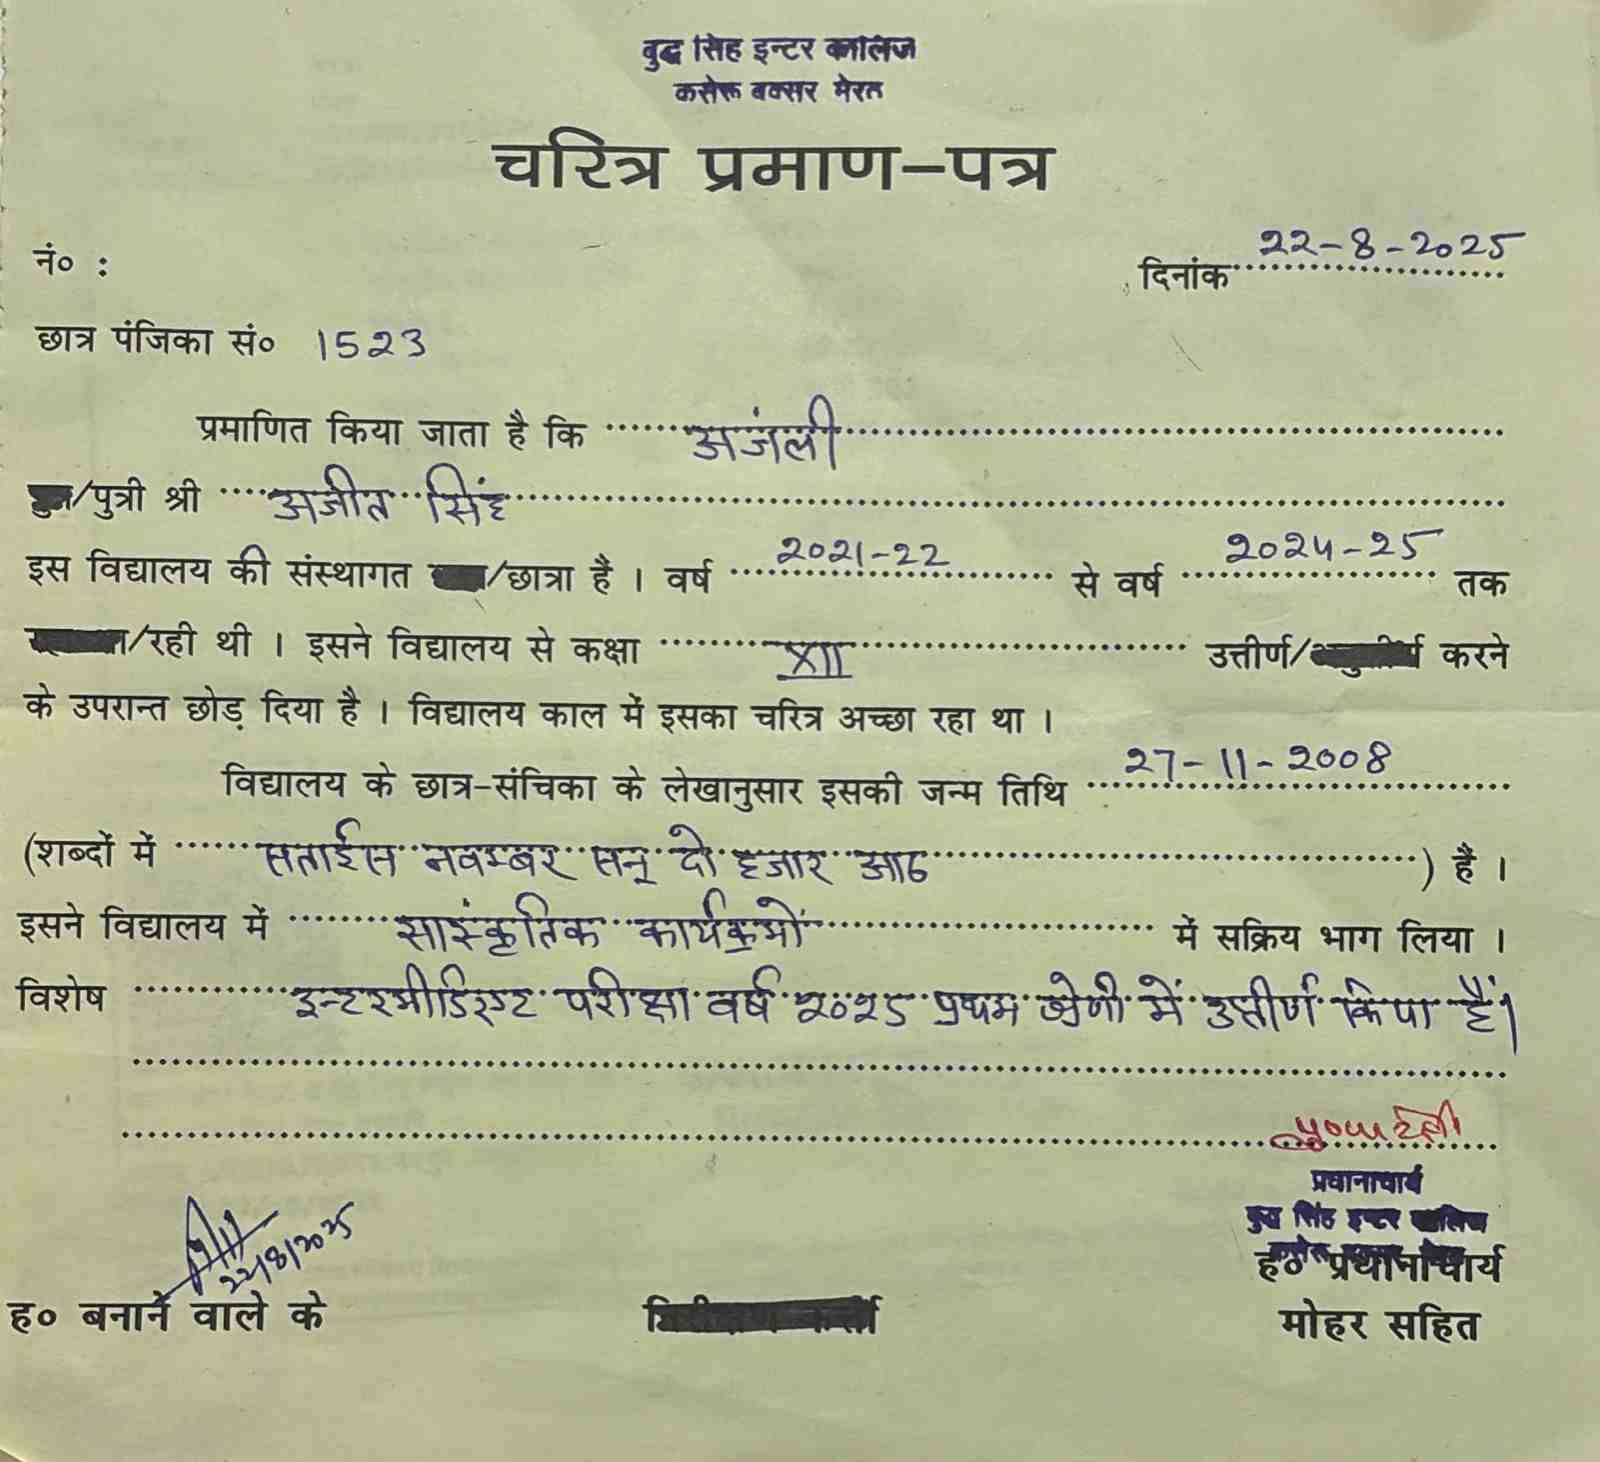 बुद्ध सिंह इन्टर कालिज
कसेरू बक्सर मेरठ
चरित्र प्रमाण-पत्र
नं० :
दिनांक 22-8-2025
छात्र पंजिका सं० 1523
प्रमाणित किया जाता है कि अंजली
/पुत्री श्री अजीत सिंह
इस विद्यालय की संस्थागत /छात्रा है । वर्ष 2021-22 से वर्ष 2024-25 तक
/रही थी । इसने विद्यालय से कक्षा XII उत्तीर्ण/ करने
के उपरान्त छोड़ दिया है । विद्यालय काल में इसका चरित्र अच्छा रहा था ।
विद्यालय के छात्र-संचिका के लेखानुसार इसकी जन्म तिथि 27-11-2008
(शब्दों में सताईस नवम्बर सन् दो हजार आठ ) है ।
इसने विद्यालय में सांस्कृतिक कार्यक्रमों में सक्रिय भाग लिया ।
विशेष इन्टरमीडिएट परीक्षा वर्ष 2025 प्रथम श्रेणी में उत्तीर्ण किया है।
प्रधानाचार्य
बुद्ध सिंह इन्टर कालिज
22/8/2025
ह० प्रधानाचार्य
ह० बनाने वाले के
मोहर सहित